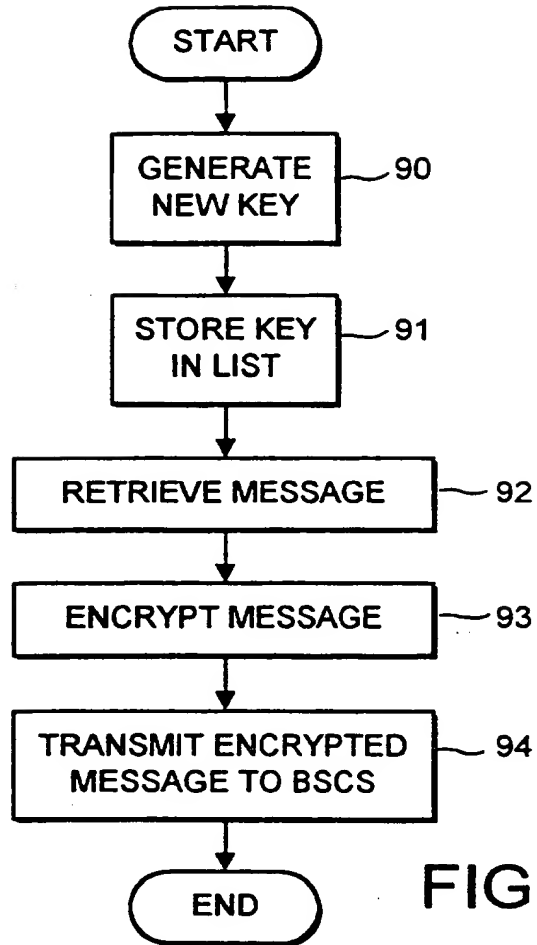 START
GENERATE
NEW KEY
90
STORE KEY
IN LIST
91
RETRIEVE MESSAGE
92
ENCRYPT MESSAGE
93
TRANSMIT ENCRYPTED
MESSAGE TO BSCS
94
END
FIG